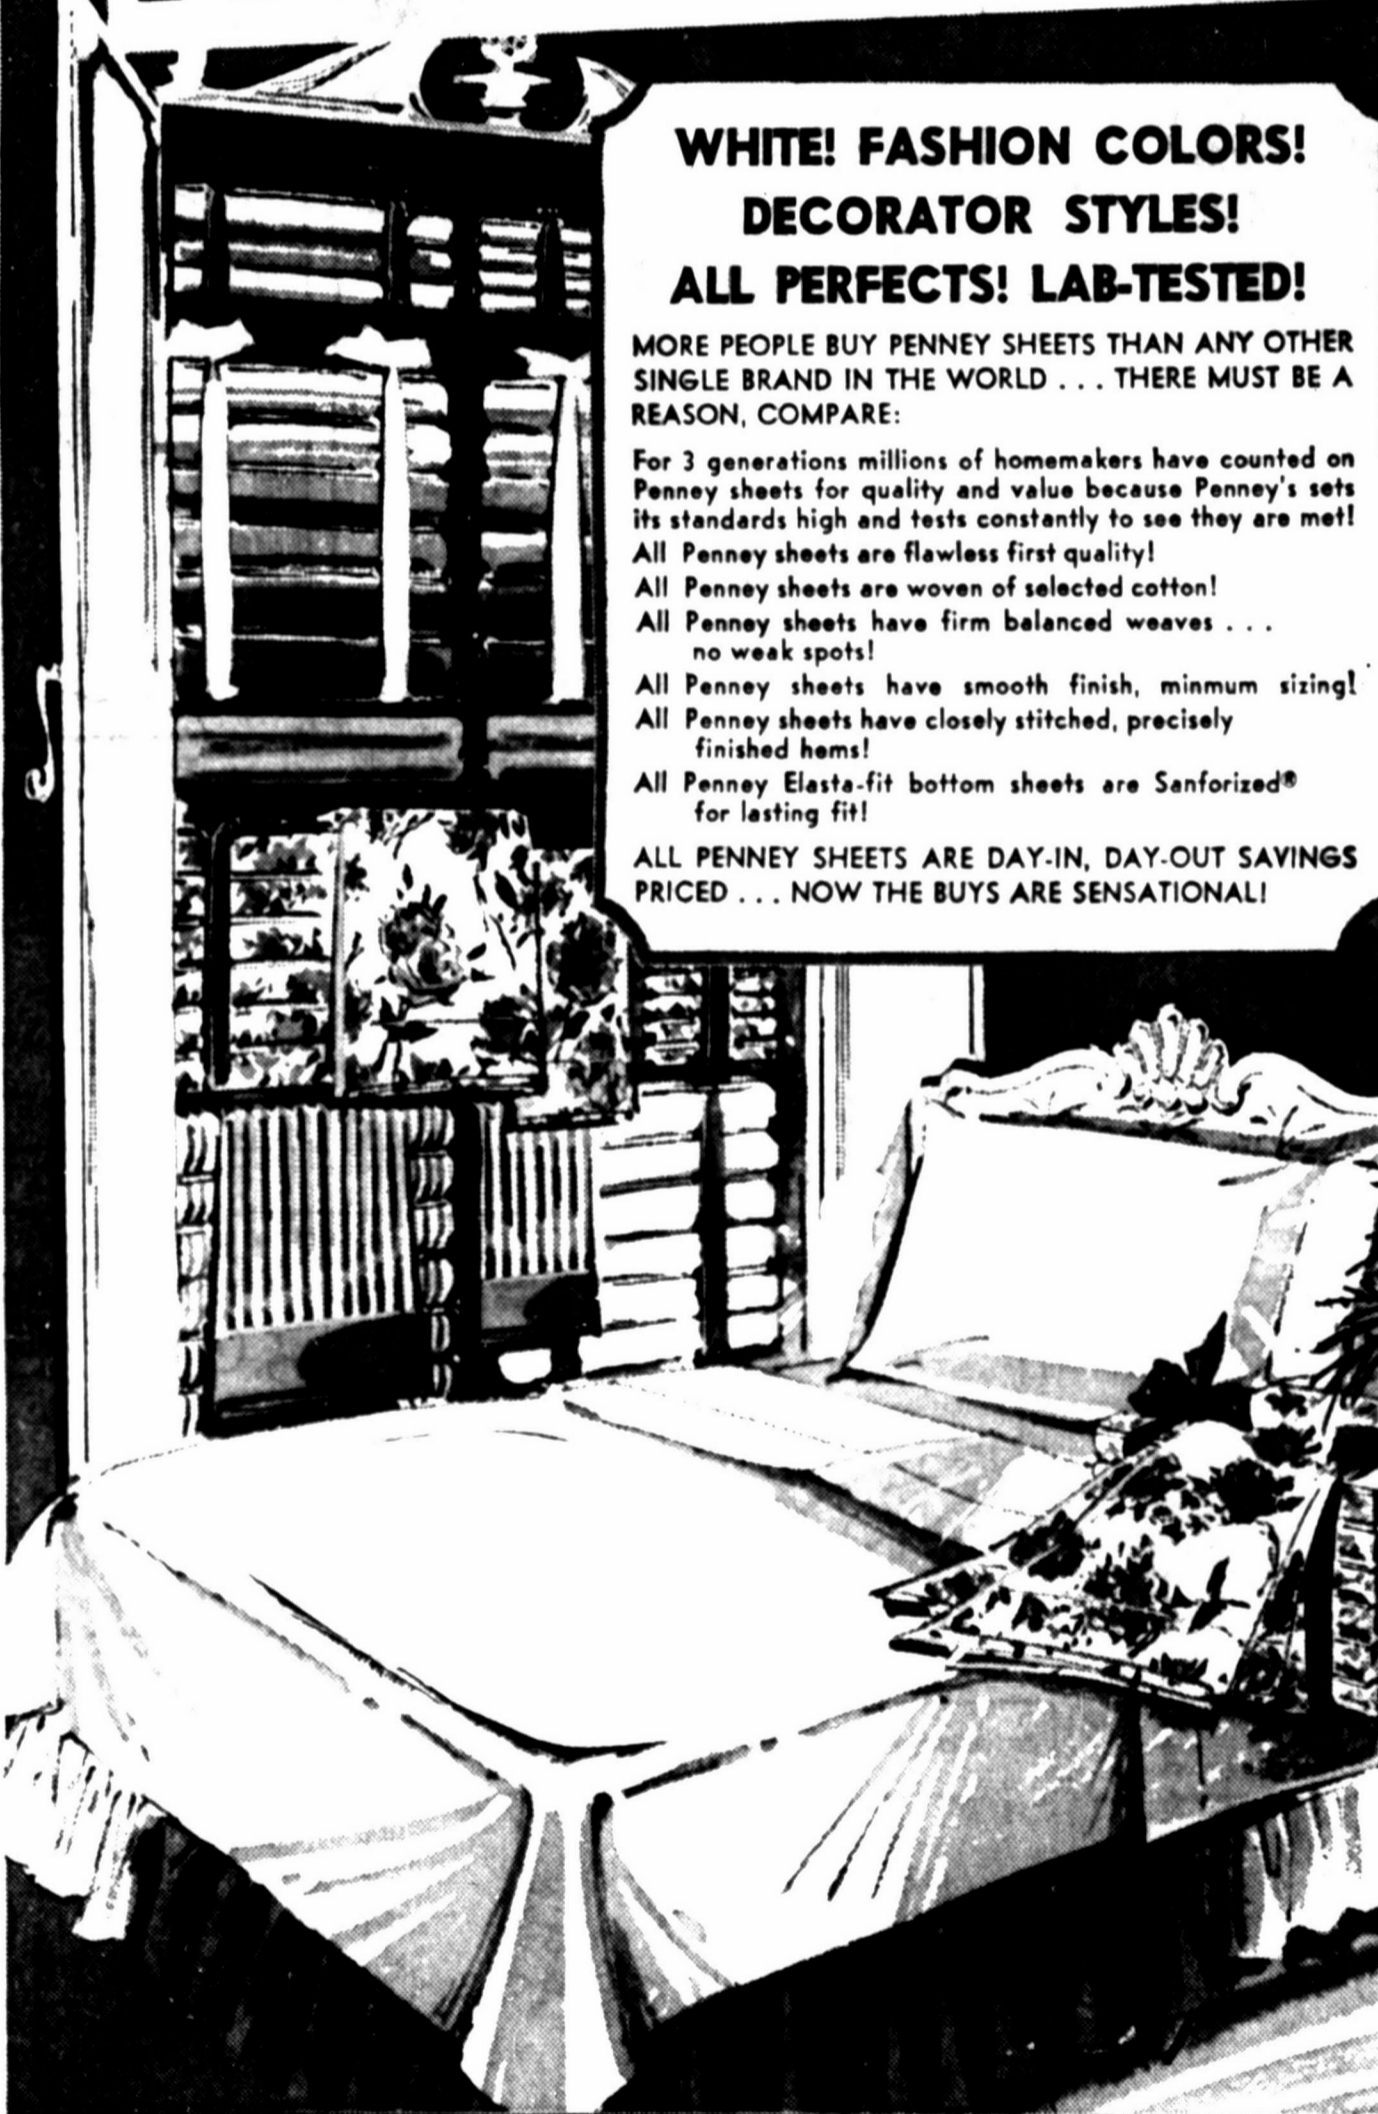 WHITE! FASHION COLORS!
DECORATOR STYLES!
ALL PERFECTS! LAB-TESTED!
MORE PEOPLE BUY PENNEY SHEETS THAN ANY OTHER
SINGLE BRAND IN THE WORLD . . . THERE MUST BE A
REASON, COMPARE:
For 3 generations millions of homemakers have counted on
Penney sheets for quality and value because Penney's sets
its standards high and tests constantly to see they are met!
All Penney sheets are flawless first quality!
All Penney sheets are woven of selected cotton!
All Penney sheets have firm balanced weaves . . .
no weak spots!
All Penney sheets have smooth finish, minmum sizing!
All Penney sheets have closely stitched, precisely
finished hems!
All Penney Elasta-fit bottom sheets are Sanforized®
for lasting fit!
ALL PENNEY SHEETS ARE DAY-IN, DAY-OUT SAVINGS
PRICED . . . NOW THE BUYS ARE SENSATIONAL!